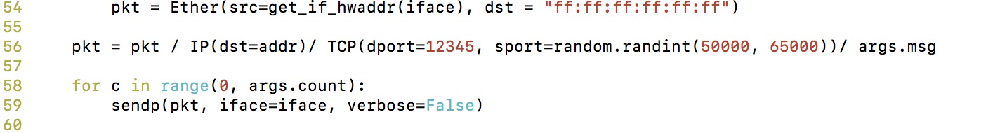 54         pkt = Ether(src=get_if_hwaddr(iface), dst = "ff:ff:ff:ff:ff:ff")
55
56     pkt = pkt / IP(dst=addr)/ TCP(dport=12345, sport=random.randint(50000, 65000))/ args.msg
57
58     for c in range(0, args.count):
59         sendp(pkt, iface=iface, verbose=False)
60